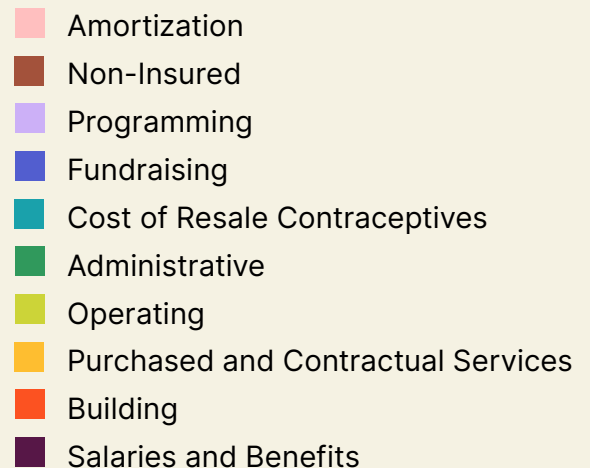 Amortization
Non-Insured
Programming
Fundraising
Cost of Resale Contraceptives
Administrative
Operating
Purchased and Contractual Services
Building
Salaries and Benefits